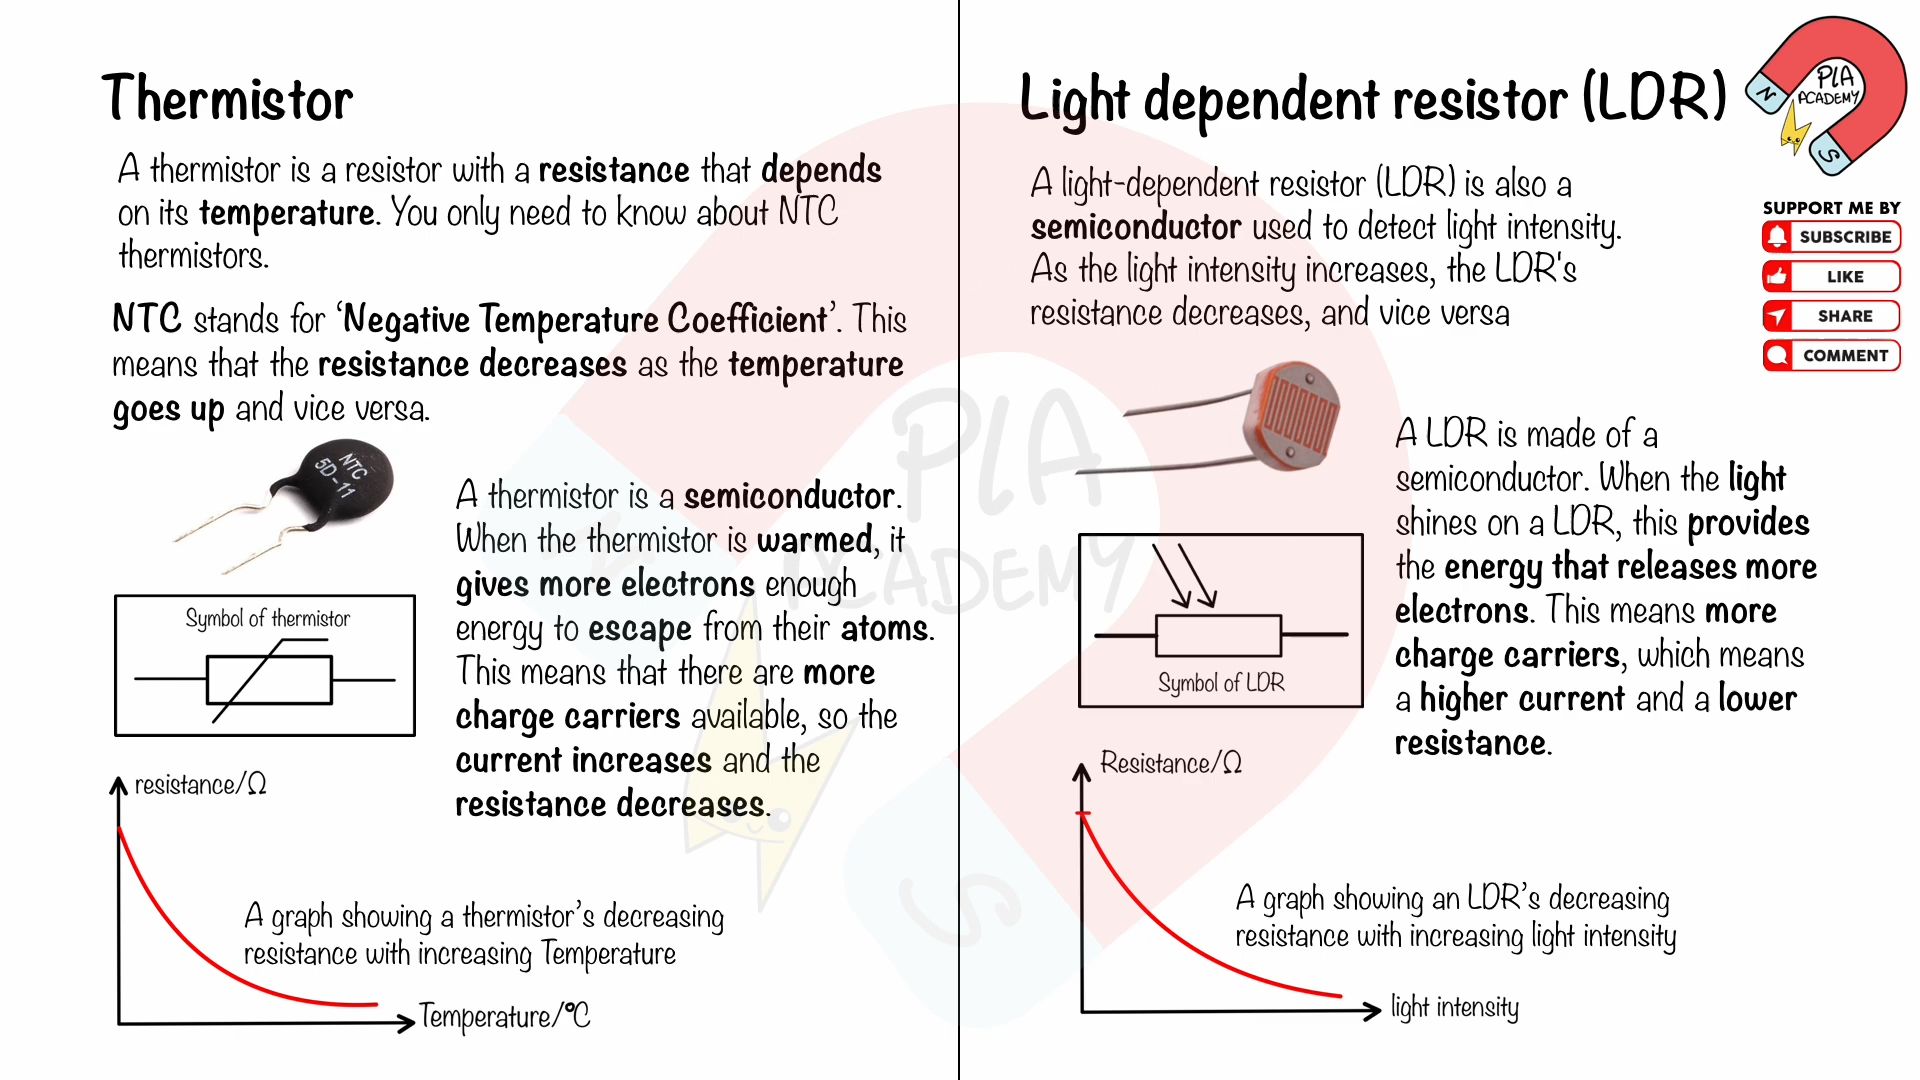 Thermistor
A thermistor is a resistor with a resistance that depends
on its temperature. You only need to know about NTC
thermistors.
NTC stands for ‘Negative Temperature Coefficient’. This
means that the resistance decreases as the temperature
goes up and vice versa.
NTC
5D-11
A thermistor is a semiconductor.
When the thermistor is warmed, it
gives more electrons enough
energy to escape from their atoms.
This means that there are more
charge carriers available, so the
current increases and the
resistance decreases.
Symbol of thermistor
resistance/Ω
A graph showing a thermistor’s decreasing
resistance with increasing Temperature
Temperature/°C
Light dependent resistor (LDR)
A light-dependent resistor (LDR) is also a
semiconductor used to detect light intensity.
As the light intensity increases, the LDR's
resistance decreases, and vice versa
A LDR is made of a
semiconductor. When the light
shines on a LDR, this provides
the energy that releases more
electrons. This means more
charge carriers, which means
a higher current and a lower
resistance.
Symbol of LDR
Resistance/Ω
A graph showing an LDR’s decreasing
resistance with increasing light intensity
light intensity
PLA
ACADEMY
N
S
SUPPORT ME BY
SUBSCRIBE
LIKE
SHARE
COMMENT
PLA
ACADEMY
N
S